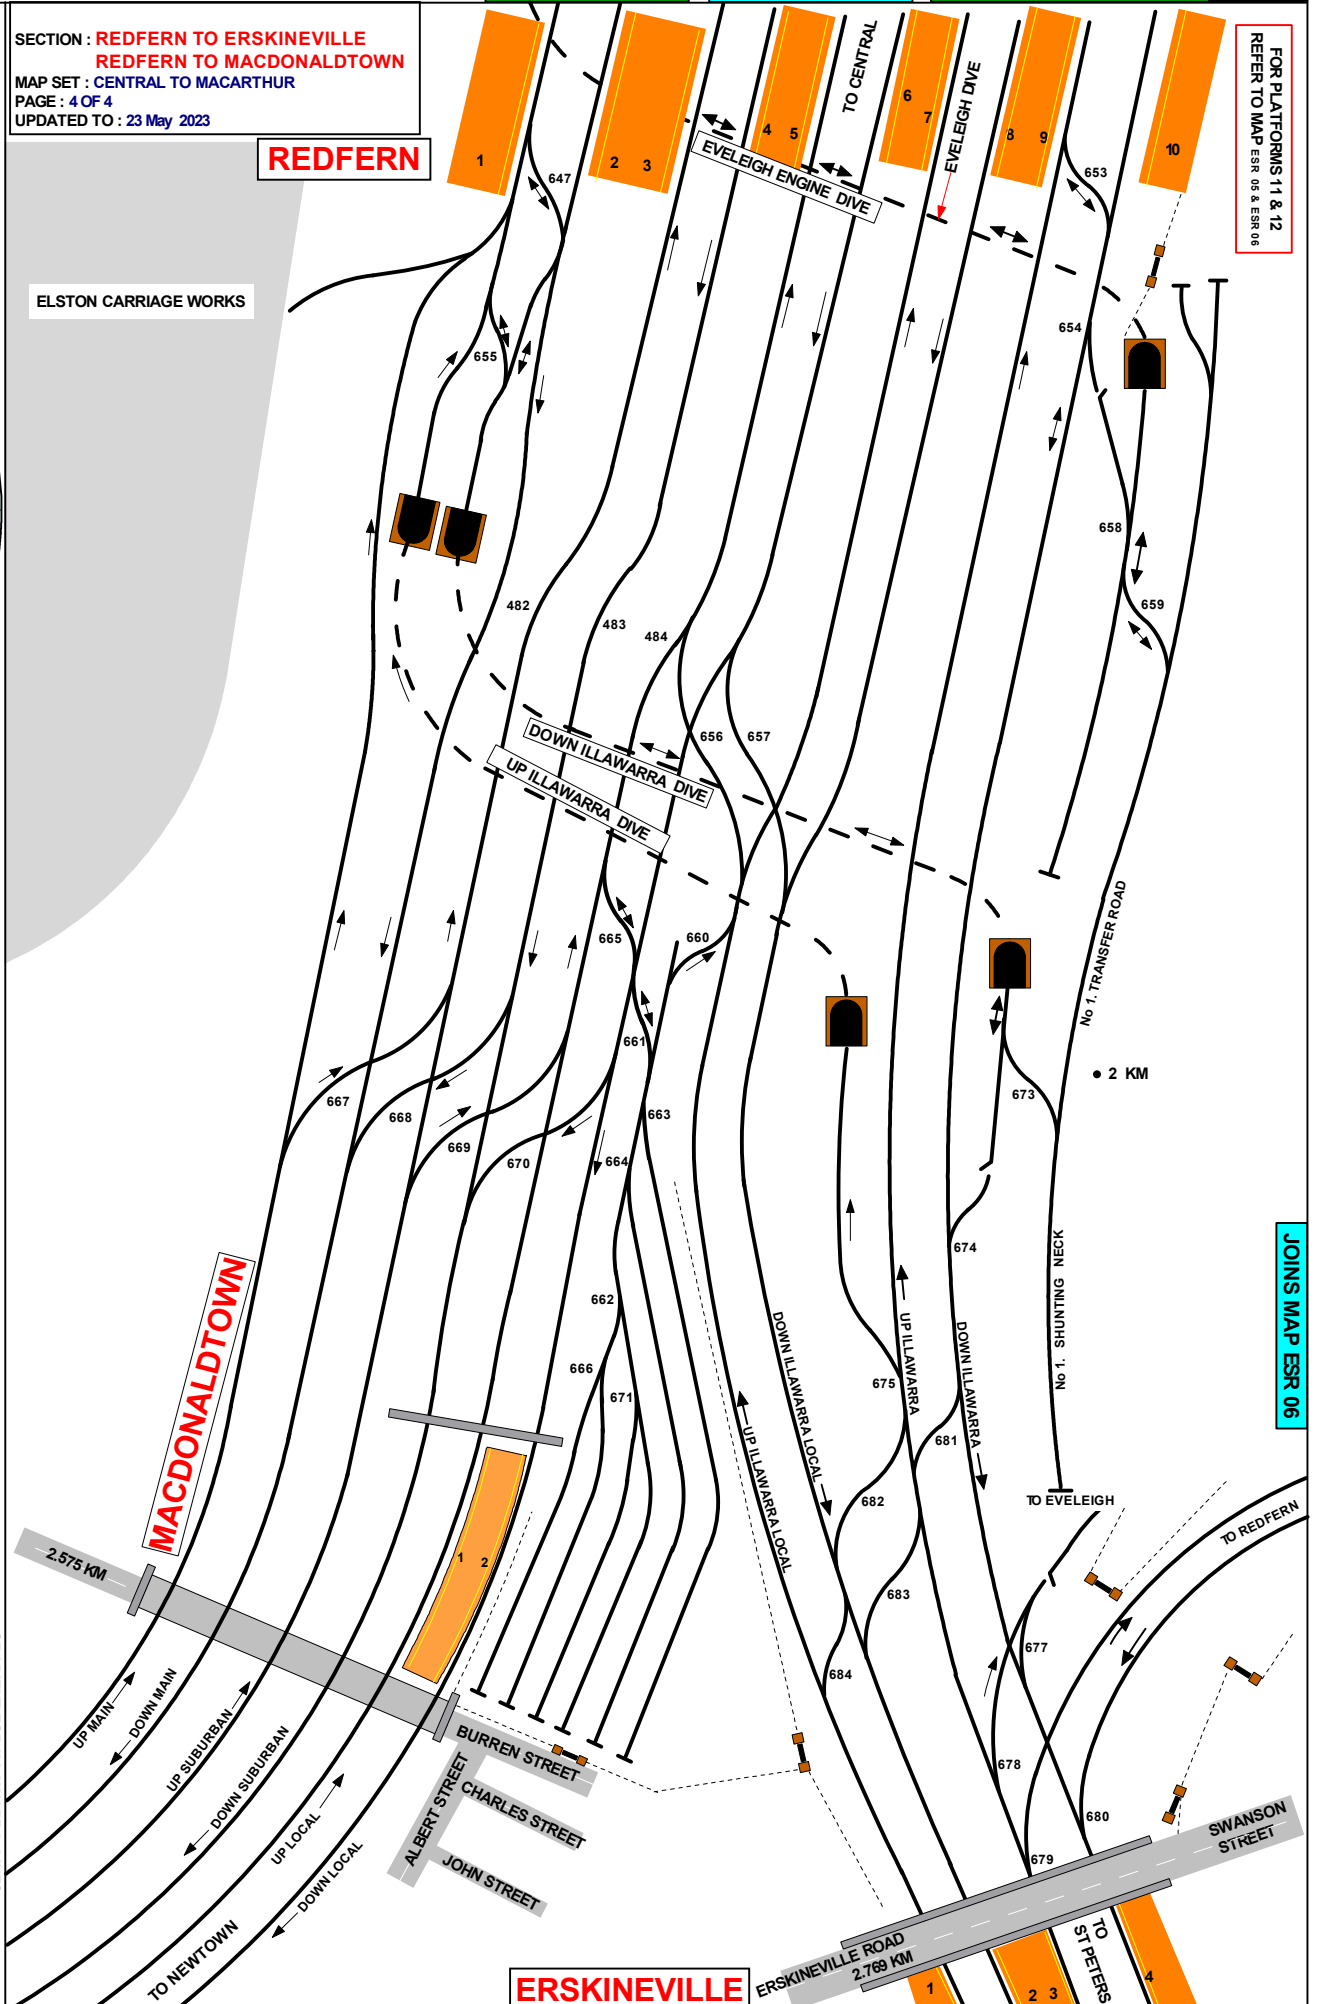 SECTION : REDFERN TO ERSKINEVILLE
REDFERN TO MACDONALDTOWN
MAP SET : CENTRAL TO MACARTHUR
PAGE : 4 OF 4
UPDATED TO : 23 May 2023
REDFERN
FOR PLATFORMS 11 & 12
REFER TO MAP ESR 05 & ESR 06
TO CENTRAL
EVELEIGH DIVE
1
2 3
4 5
6
7
8 9
10
EVELEIGH ENGINE DIVE
647
653
ELSTON CARRIAGE WORKS
654
655
658
482
483
484
659
656
657
DOWN ILLAWARRA DIVE
UP ILLAWARRA DIVE
665
660
No 1. TRANSFER ROAD
661
2 KM
667
668
663
673
669
670
664
674
No 1. SHUNTING NECK
JOINS MAP ESR 06
MACDONALDTOWN
662
666
671
675
UP ILLAWARRA
DOWN ILLAWARRA
DOWN ILLAWARRA LOCAL
UP ILLAWARRA LOCAL
681
682
TO EVELEIGH
TO REDFERN
1 2
2.575 KM
683
677
684
UP MAIN
DOWN MAIN
UP SUBURBAN
DOWN SUBURBAN
UP LOCAL
DOWN LOCAL
TO NEWTOWN
BURREN STREET
ALBERT STREET
CHARLES STREET
JOHN STREET
678
680
679
SWANSON
STREET
ERSKINEVILLE ROAD
2.769 KM
TO
ST PETERS
ERSKINEVILLE
1
2 3
4